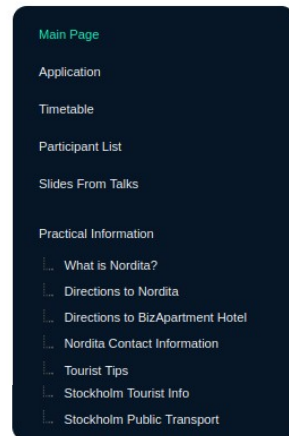 Main Page
Application
Timetable
Participant List
Slides From Talks
Practical Information
What is Nordita?
Directions to Nordita
Directions to BizApartment Hotel
Nordita Contact Information
Tourist Tips
Stockholm Tourist Info
Stockholm Public Transport